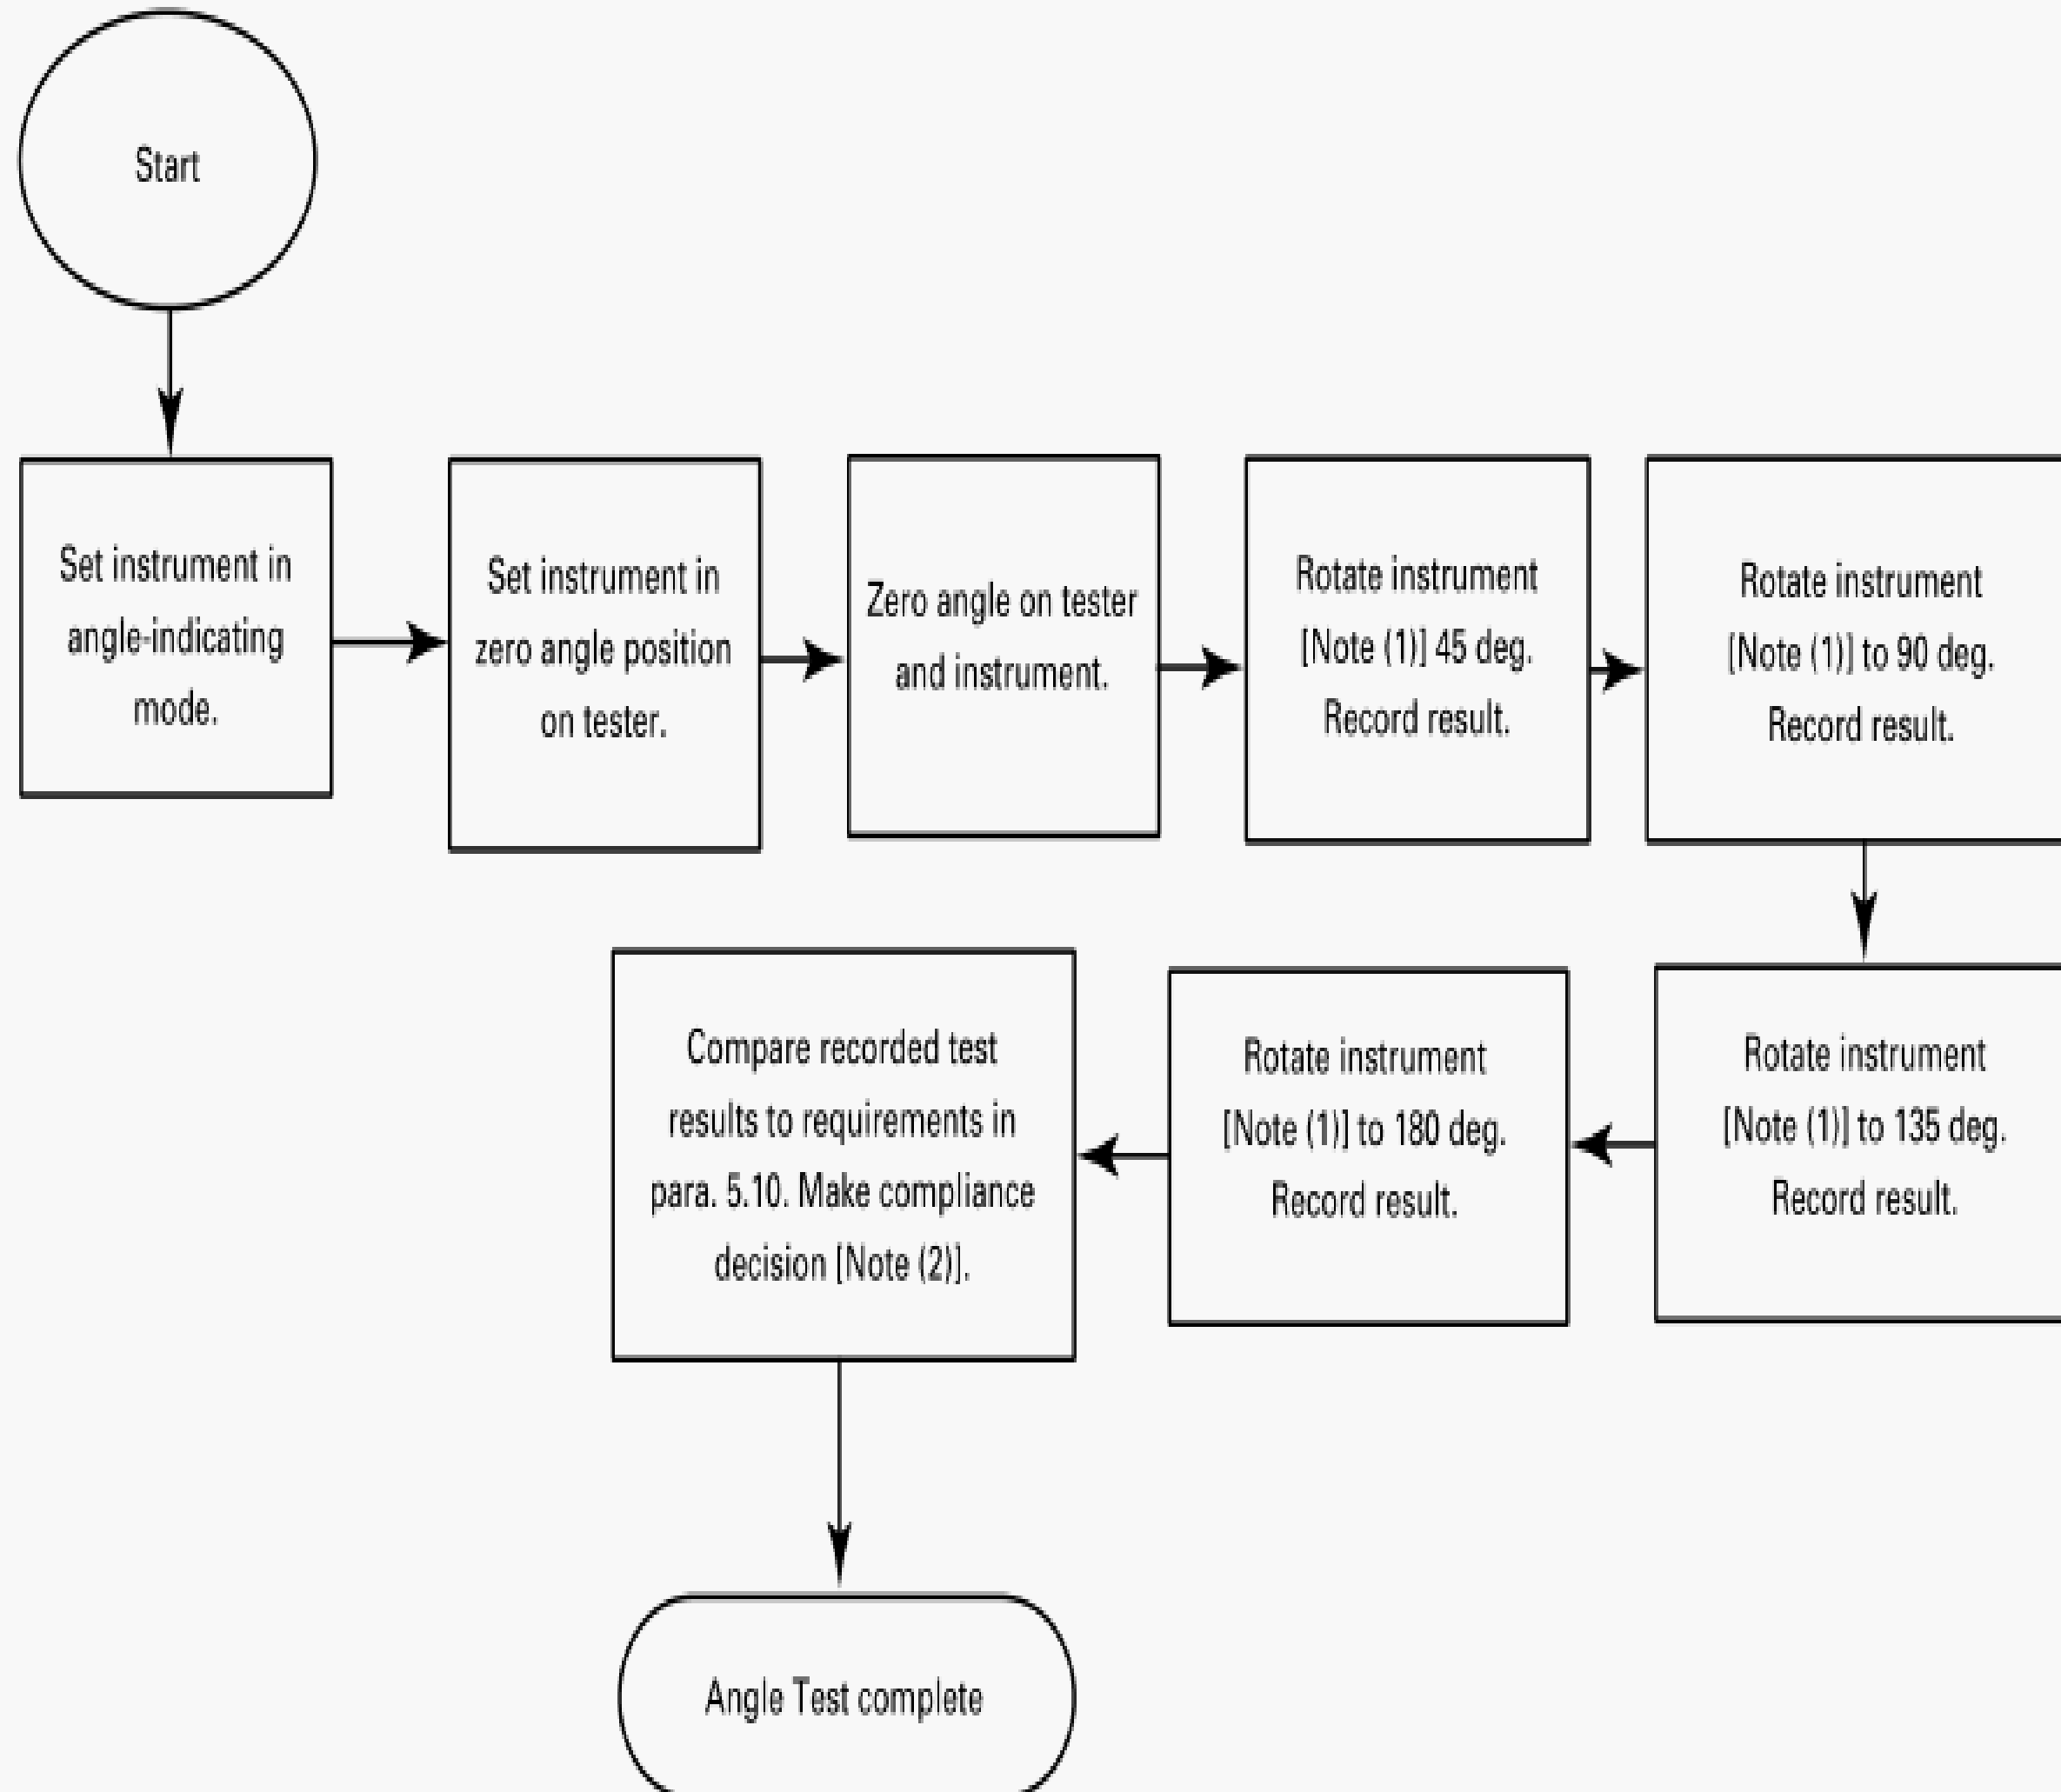 Start
Set instrument in
angle-indicating
mode.
Set instrument in
zero angle position
on tester.
Zero angle on tester
and instrument.
Rotate instrument
[Note (1)] 45 deg.
Record result.
Rotate instrument
[Note (1)] to 90 deg.
Record result.
Rotate instrument
[Note (1)] to 135 deg.
Record result.
Rotate instrument
[Note (1)] to 180 deg.
Record result.
Compare recorded test
results to requirements in
para. 5.10. Make compliance
decision [Note (2)].
Angle Test complete